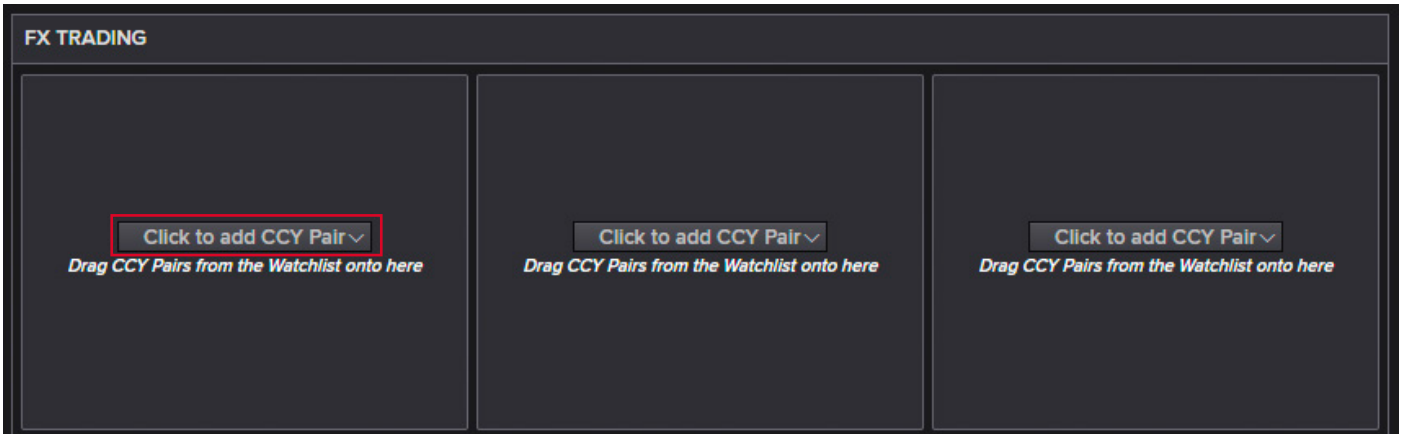 FX TRADING
Click to add CCY Pair
Drag CCY Pairs from the Watchlist onto here
Click to add CCY Pair
Drag CCY Pairs from the Watchlist onto here
Click to add CCY Pair
Drag CCY Pairs from the Watchlist onto here